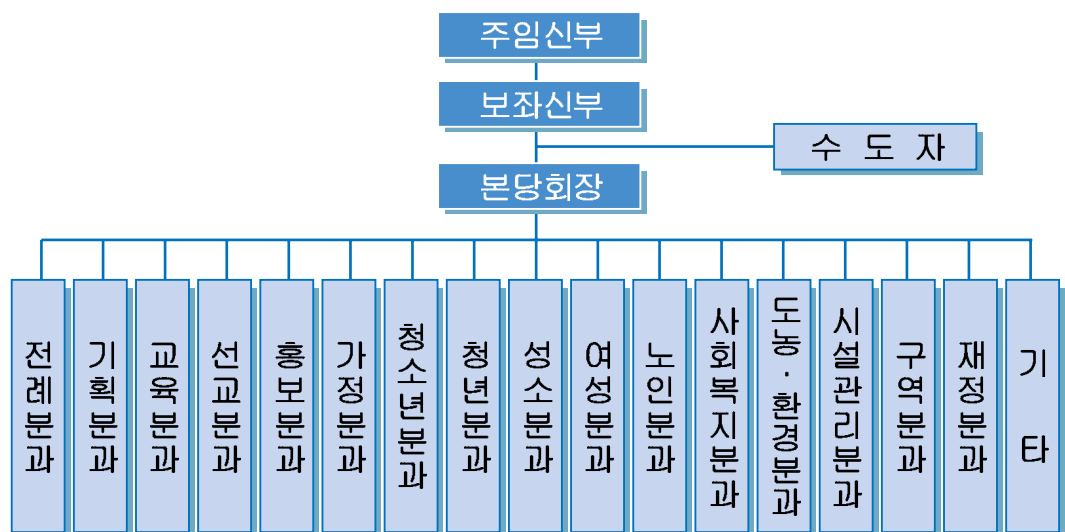 주임신부
보좌신부
수 도 자
본당회장
전례분과
기획분과
교육분과
선교분과
홍보분과
가정분과
청소년분과
청년분과
성소분과
여성분과
노인분과
사회복지분과
도농·환경분과
시설관리분과
구역분과
재정분과
기 타